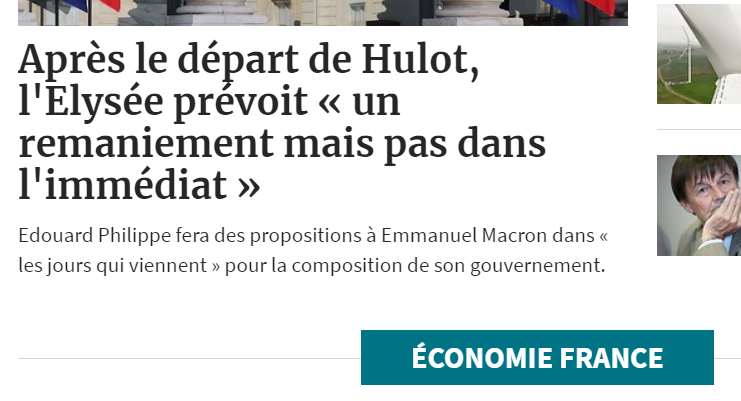 Après le départ de Hulot,
l'Elysée prévoit « un
remaniement mais pas dans
l'immédiat »
Edouard Philippe fera des propositions à Emmanuel Macron dans «
les jours qui viennent » pour la composition de son gouvernement.
ÉCONOMIE FRANCE